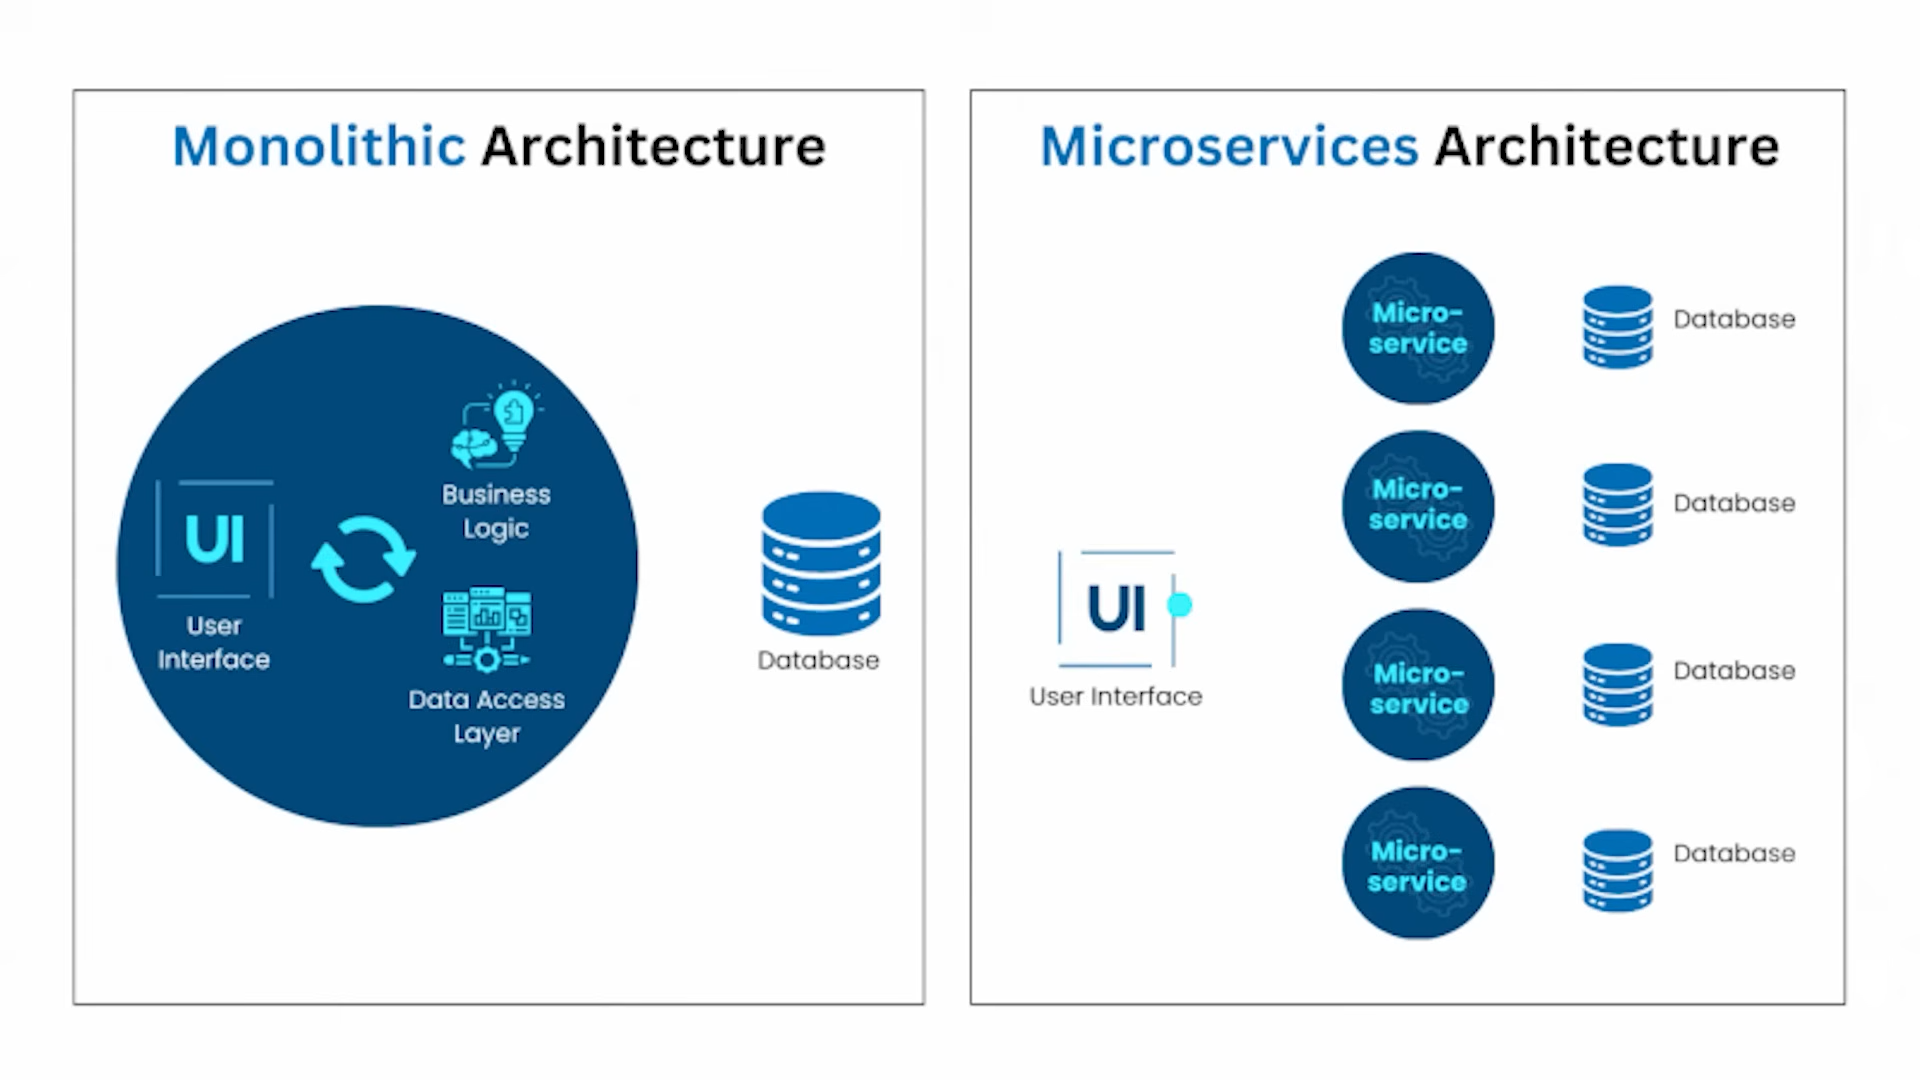 Monolithic Architecture
UI
User
Interface
Business
Logic
Data Access
Layer
Database
Microservices Architecture
UI
User Interface
Micro-
service
Database
Micro-
service
Database
Micro-
service
Database
Micro-
service
Database